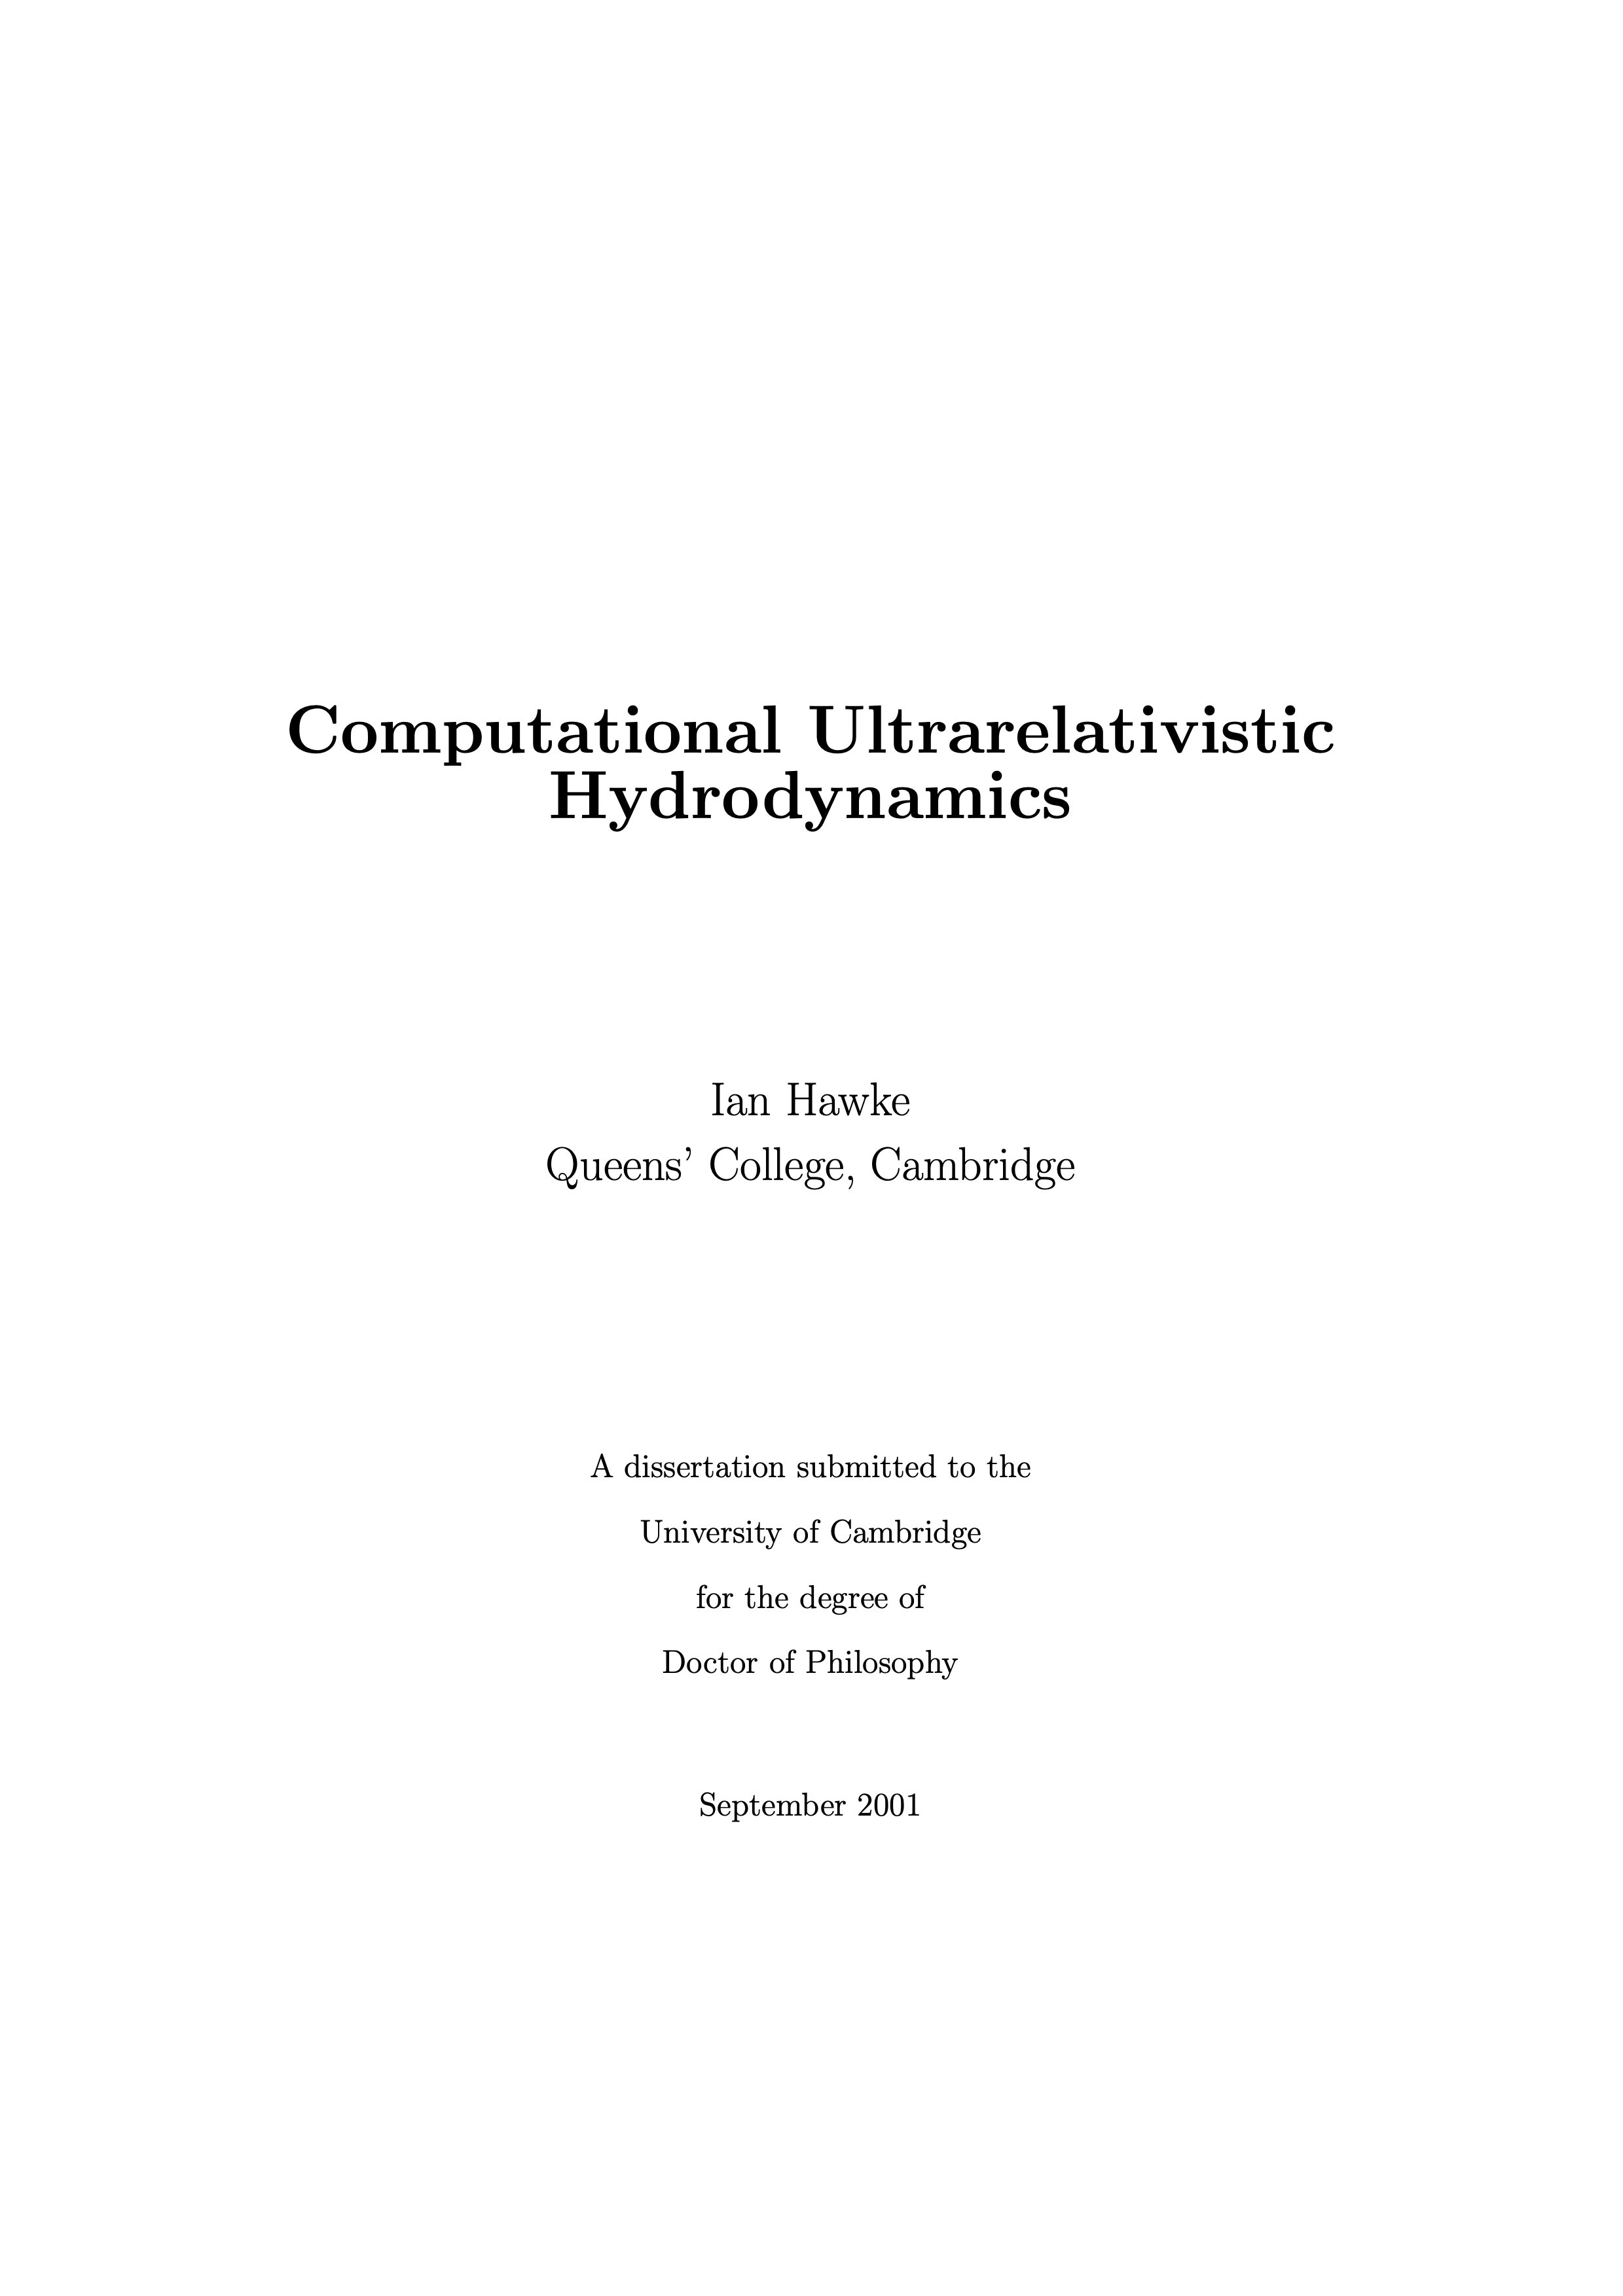 Computational Ultrarelativistic
Hydrodynamics
Ian Hawke
Queens' College, Cambridge
A dissertation submitted to the
University of Cambridge
for the degree of
Doctor of Philosophy
September 2001